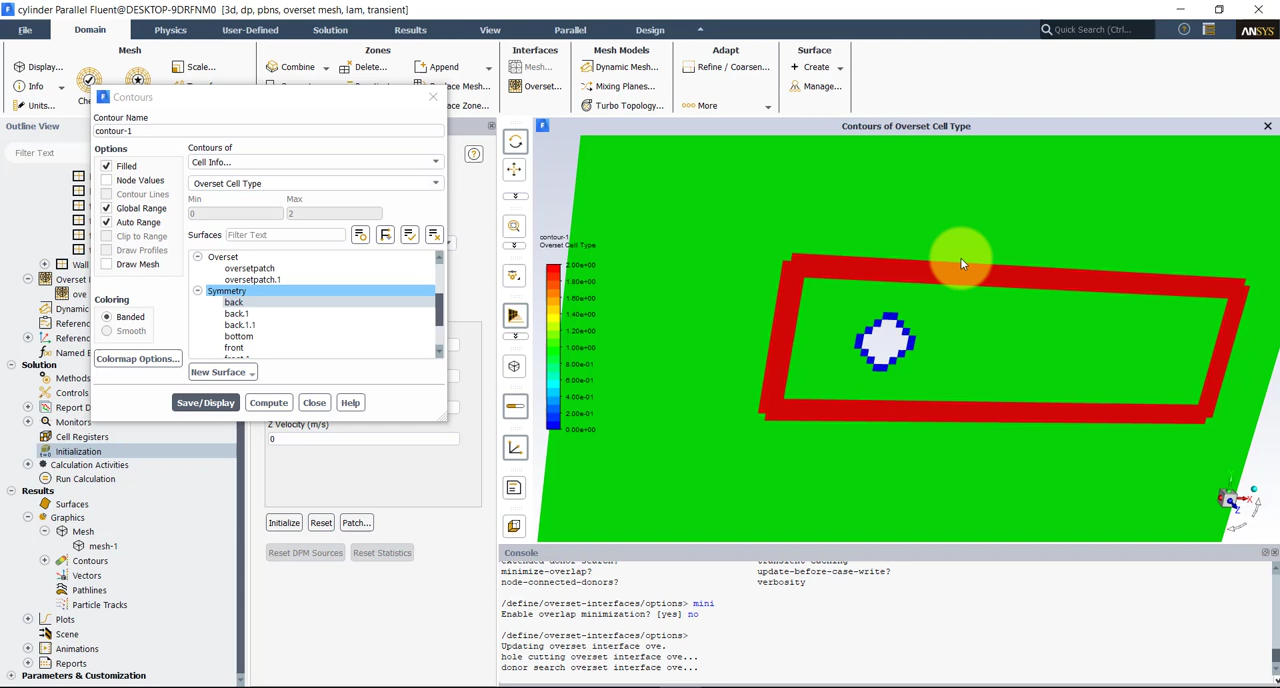 cylinder Parallel Fluent@DESKTOP-9DRFNM0 [3d, dp, pbns, overset mesh, lam, transient]
File
Domain
Physics
User-Defined
Solution
Results
View
Parallel
Design
Quick Search (Ctrl...
ANSYS
Mesh
Zones
Interfaces
Mesh Models
Adapt
Surface
Display...
Info
Units...
Scale...
Combine
Delete...
Append
Mesh...
Overset...
Dynamic Mesh...
Mixing Planes...
Turbo Topology...
Refine / Coarsen...
More
Create
Manage...
Outline View
Filter Text
Contours
Contour Name
contour-1
Options
Filled
Node Values
Contour Lines
Global Range
Auto Range
Clip to Range
Draw Profiles
Draw Mesh
Coloring
Banded
Smooth
Colormap Options...
Contours of
Cell Info...
Overset Cell Type
Min
Max
0
2
Surfaces
Filter Text
Overset
oversetpatch
oversetpatch.1
Symmetry
back
back.1
back.1.1
bottom
front
New Surface
Save/Display
Compute
Close
Help
Wall
Overset
ove
Dynamic
Referenc
Referenc
Named E
Solution
Methods
Controls
Report D
Monitors
Cell Registers
Initialization
Calculation Activities
Run Calculation
Results
Surfaces
Graphics
Mesh
mesh-1
Contours
Vectors
Pathlines
Particle Tracks
Plots
Scene
Animations
Reports
Parameters & Customization
Z Velocity (m/s)
0
Initialize
Reset
Patch...
Reset DPM Sources
Reset Statistics
Contours of Overset Cell Type
contour-1
Overset Cell Type
2.00e+00
1.80e+00
1.60e+00
1.40e+00
1.20e+00
1.00e+00
8.00e-01
6.00e-01
4.00e-01
2.00e-01
0.00e+00
X
Y
Z
Console
minimize-overlap? update-before-case-write?
node-connected-donors? verbosity
/define/overset-interfaces/options> mini
Enable overlap minimization? [yes] no
/define/overset-interfaces/options>
Updating overset interface ove.
hole cutting overset interface ove...
donor search overset interface ove...